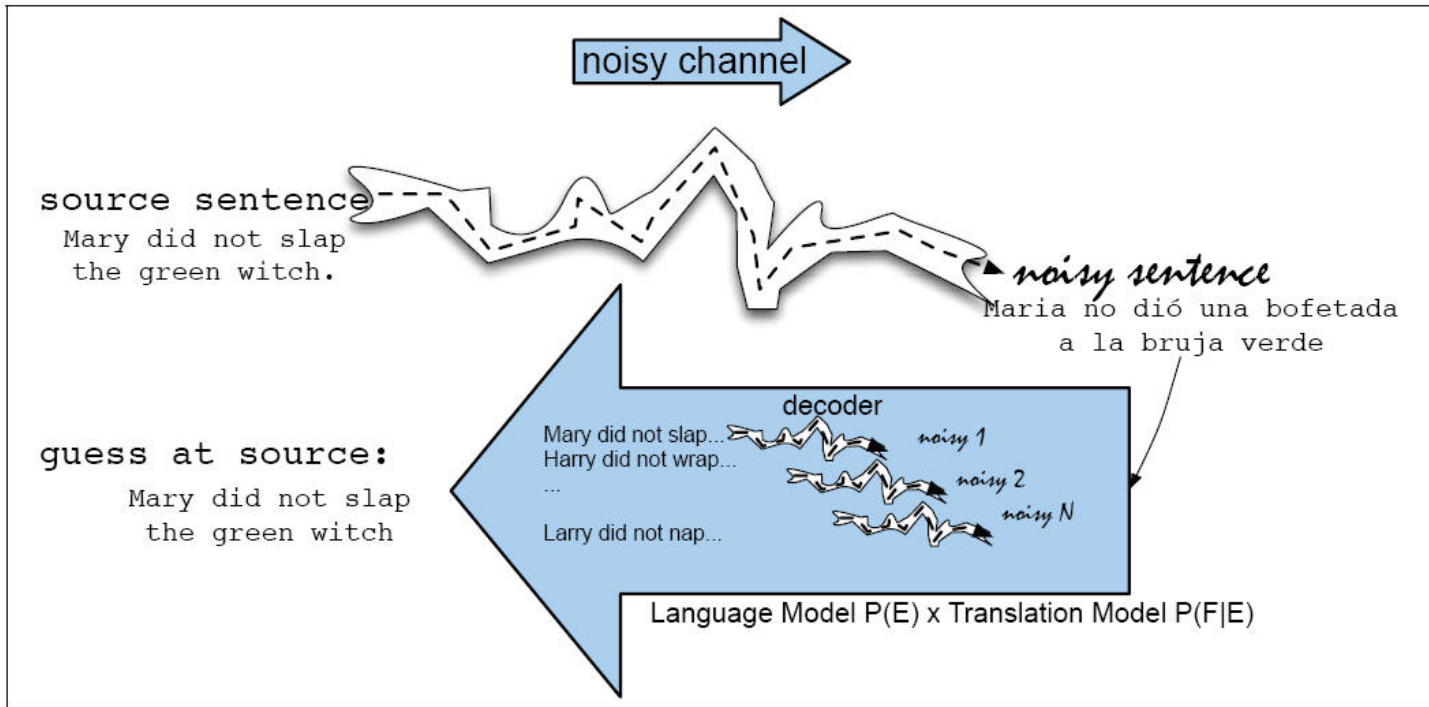 noisy channel
source sentence
Mary did not slap
the green witch.
noisy sentence
Maria no dió una bofetada
a la bruja verde
decoder
Mary did not slap...
noisy 1
Harry did not wrap...
noisy 2
...
noisy N
Larry did not nap...
guess at source:
Mary did not slap
the green witch
Language Model P(E) x Translation Model P(F|E)